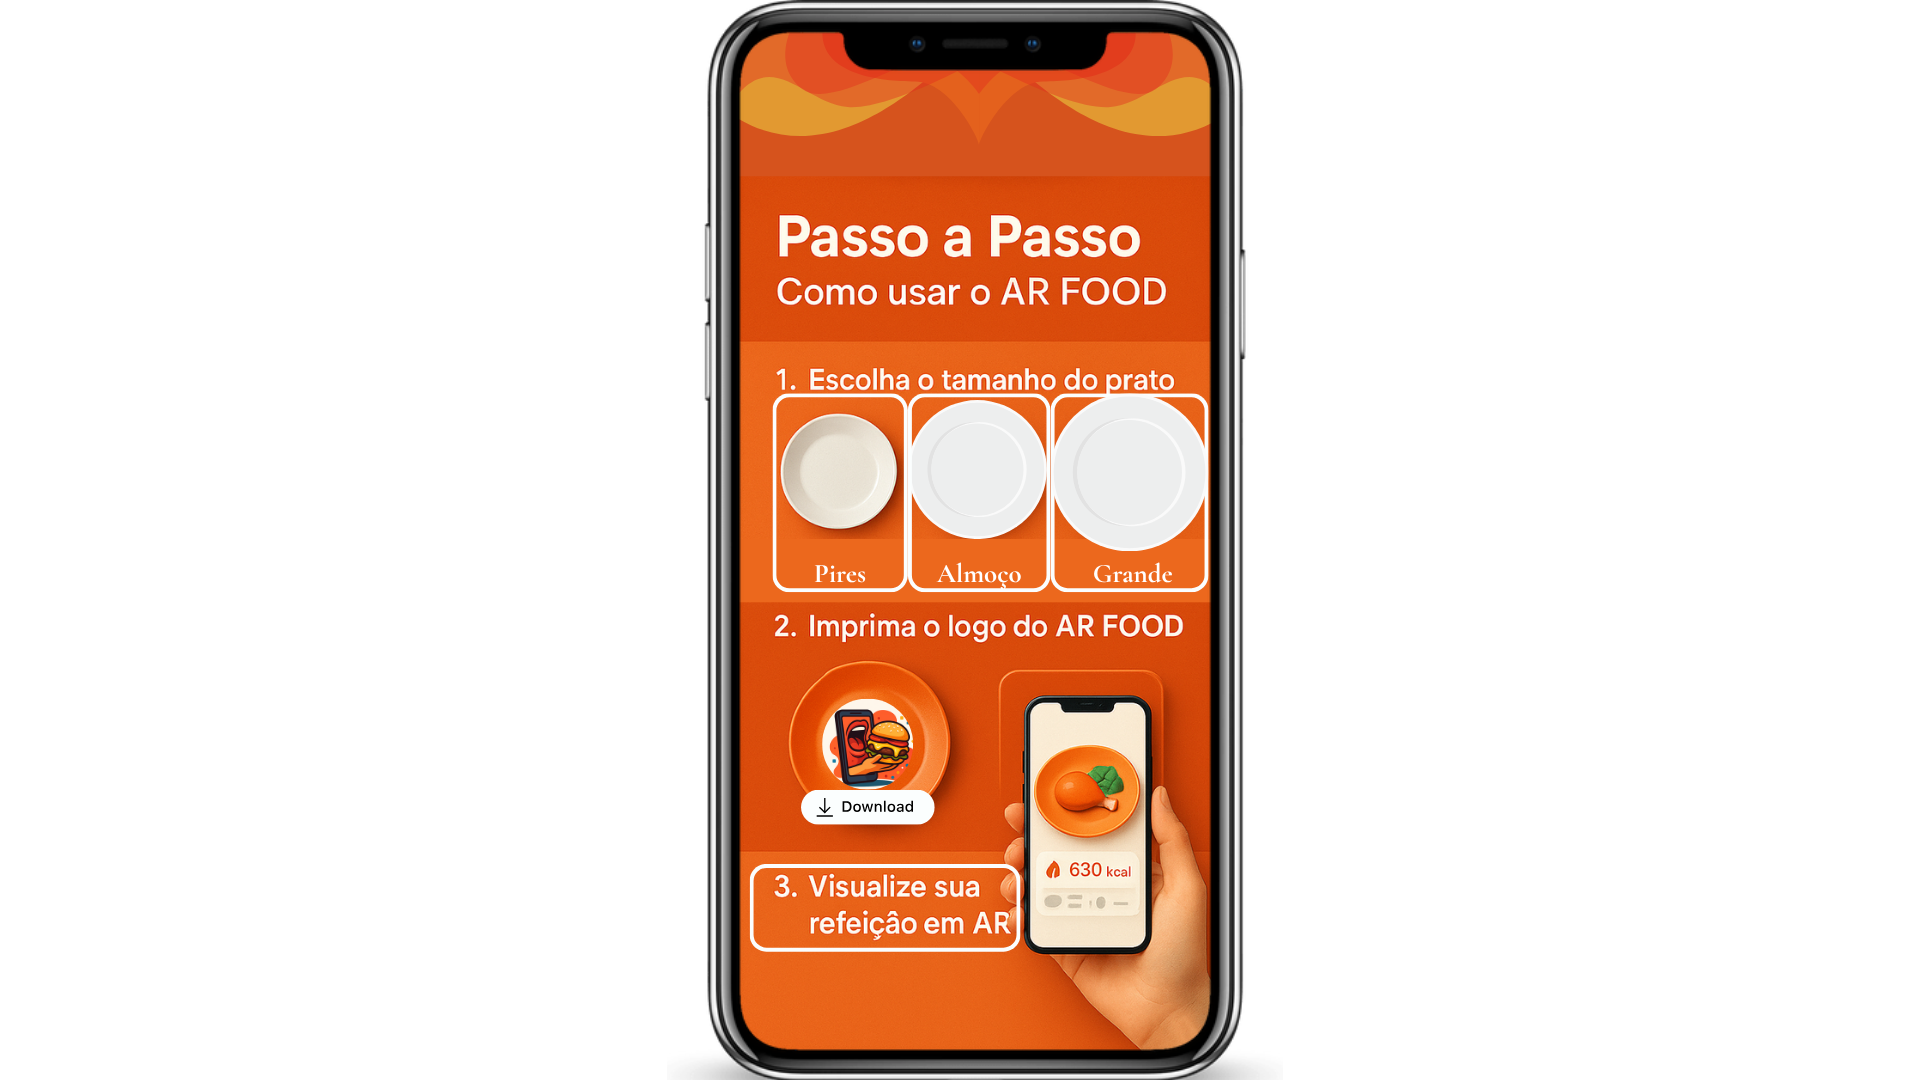 Passo a Passo
Como usar o AR FOOD
1. Escolha o tamanho do prato
Pires
Almoço
Grande
2. Imprima o logo do AR FOOD
Download
630 kcal
3. Visualize sua
refeiçâo em AR